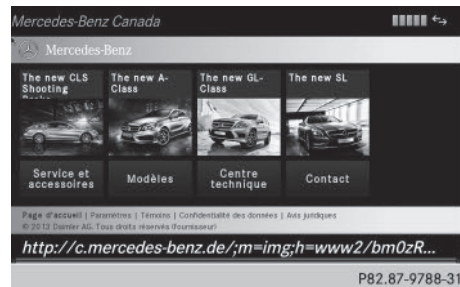 Mercedes-Benz Canada
Mercedes-Benz
The new CLS Shooting
The new A-Class
The new GL-Class
The new SL
Service et accessoires
Modèles
Centre technique
Contact
Page d'accueil | Paramètres | Témoins | Confidentialité des données | Avis juridiques
© 2013 Daimler AG. Tous droits réservés (fournisseur)
http://c.mercedes-benz.de/;m=img;h=www2/bm0zR...
P82.87-9788-31